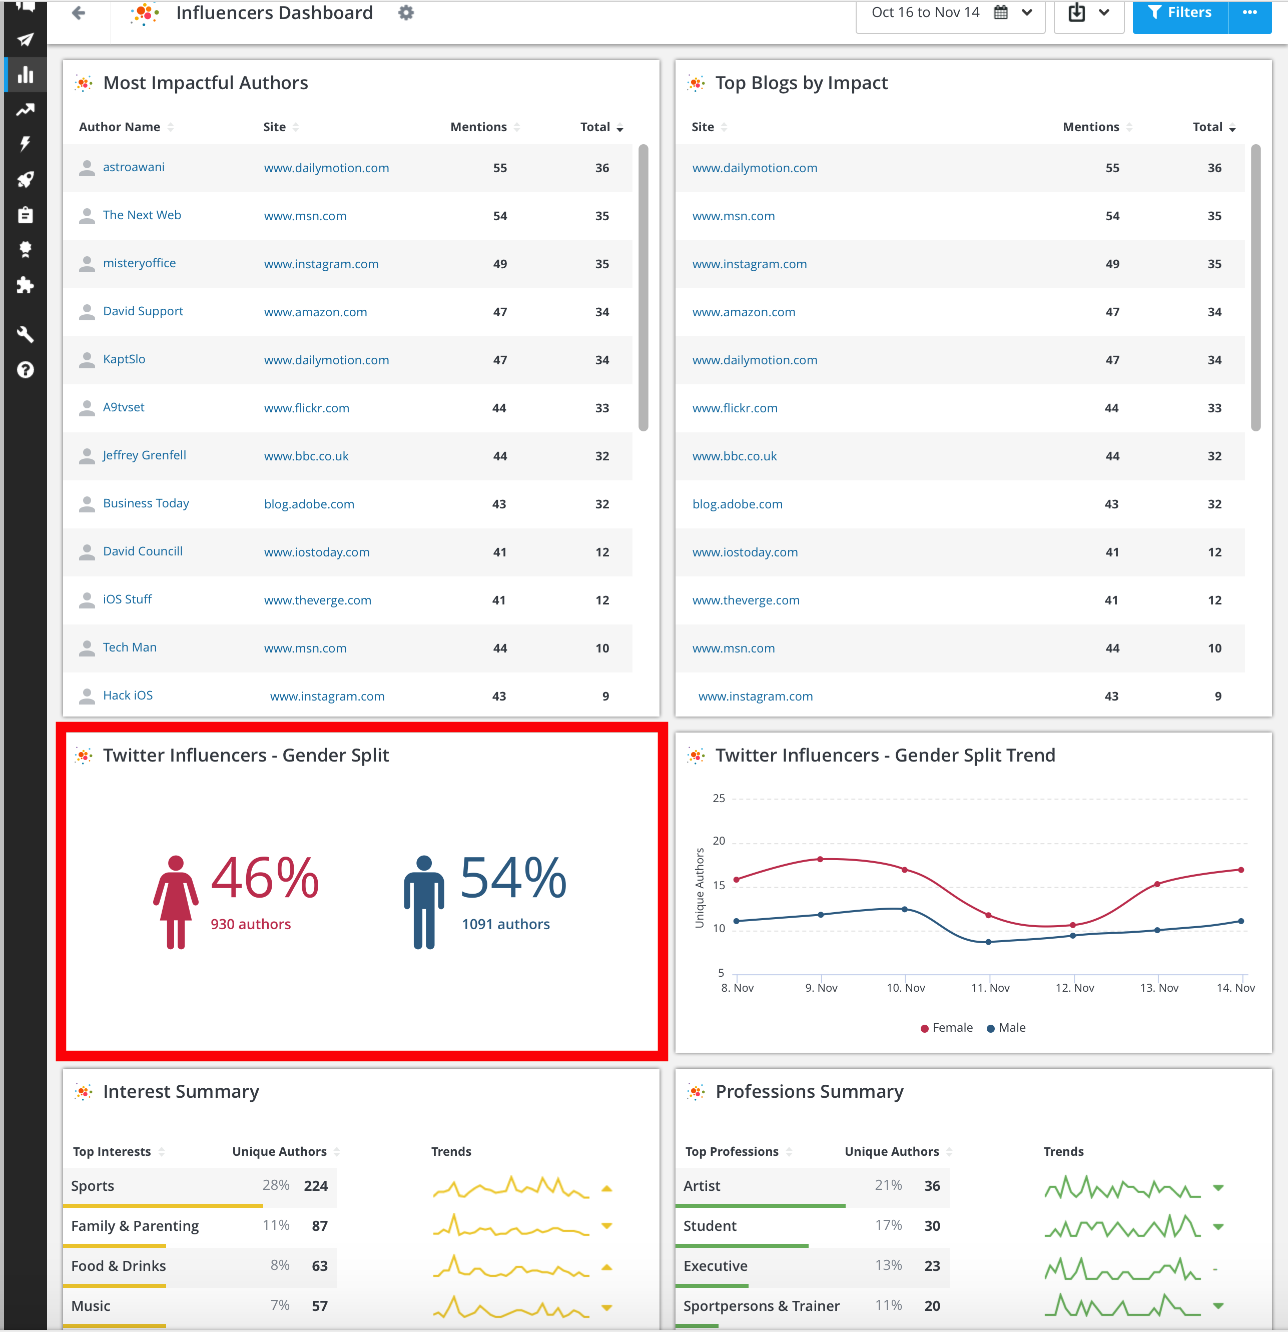 Influencers Dashboard
Oct 16 to Nov 14
Filters
Most Impactful Authors
Author Name Site Mentions Total
astroawani www.dailymotion.com 55 36
The Next Web www.msn.com 54 35
misteryoffice www.instagram.com 49 35
David Support www.amazon.com 47 34
KaptSlo www.dailymotion.com 47 34
A9tvset www.flickr.com 44 33
Jeffrey Grenfell www.bbc.co.uk 44 32
Business Today blog.adobe.com 43 32
David Councill www.iostoday.com 41 12
iOS Stuff www.theverge.com 41 12
Tech Man www.msn.com 44 10
Hack iOS www.instagram.com 43 9
Top Blogs by Impact
Site Mentions Total
www.dailymotion.com 55 36
www.msn.com 54 35
www.instagram.com 49 35
www.amazon.com 47 34
www.dailymotion.com 47 34
www.flickr.com 44 33
www.bbc.co.uk 44 32
blog.adobe.com 43 32
www.iostoday.com 41 12
www.theverge.com 41 12
www.msn.com 44 10
www.instagram.com 43 9
Twitter Influencers - Gender Split
46%
930 authors
54%
1091 authors
Twitter Influencers - Gender Split Trend
Unique Authors
25
20
15
10
5
8. Nov 9. Nov 10. Nov 11. Nov 12. Nov 13. Nov 14. Nov
Female Male
Interest Summary
Top Interests Unique Authors Trends
Sports 28% 224
Family & Parenting 11% 87
Food & Drinks 8% 63
Music 7% 57
Professions Summary
Top Professions Unique Authors Trends
Artist 21% 36
Student 17% 30
Executive 13% 23
Sportpersons & Trainer 11% 20